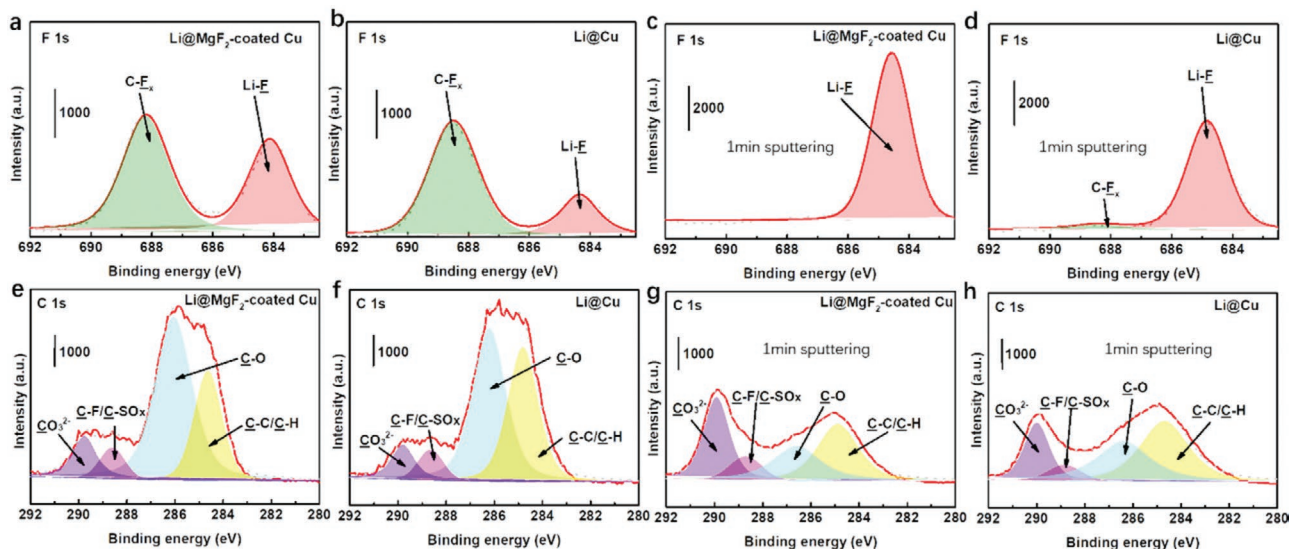 a
F 1s
Li@MgF₂-coated Cu
C-Fₓ
Li-F
1000
Intensity (a.u.)
692 690 688 686 684
Binding energy (eV)
b
F 1s
Li@Cu
C-Fₓ
1000
Li-F
Intensity (a.u.)
692 690 688 686 684
Binding energy (eV)
c
F 1s
Li@MgF₂-coated Cu
Li-F
2000
1min sputtering
Intensity (a.u.)
692 690 688 686 684
Binding energy (eV)
d
F 1s
Li@Cu
Li-F
2000
1min sputtering
C-Fₓ
Intensity (a.u.)
692 690 688 686 684
Binding energy (eV)
e
C 1s
Li@MgF₂-coated Cu
1000
C-O
C-F/C-SOx
CO₃²⁻
C-C/C-H
Intensity (a.u.)
292 290 288 286 284 282 280
Binding energy (eV)
f
C 1s
Li@Cu
1000
C-O
C-F/C-SOx
CO₃²⁻
C-C/C-H
Intensity (a.u.)
292 290 288 286 284 282 280
Binding energy (eV)
g
C 1s
Li@MgF₂-coated Cu
1000
1min sputtering
C-F/C-SOx
C-O
CO₃²⁻
C-C/C-H
Intensity (a.u.)
292 290 288 286 284 282 280
Binding energy (eV)
h
C 1s
Li@Cu
1000
1min sputtering
C-O
C-F/C-SOx
CO₃²⁻
C-C/C-H
Intensity (a.u.)
292 290 288 286 284 282 280
Binding energy (eV)